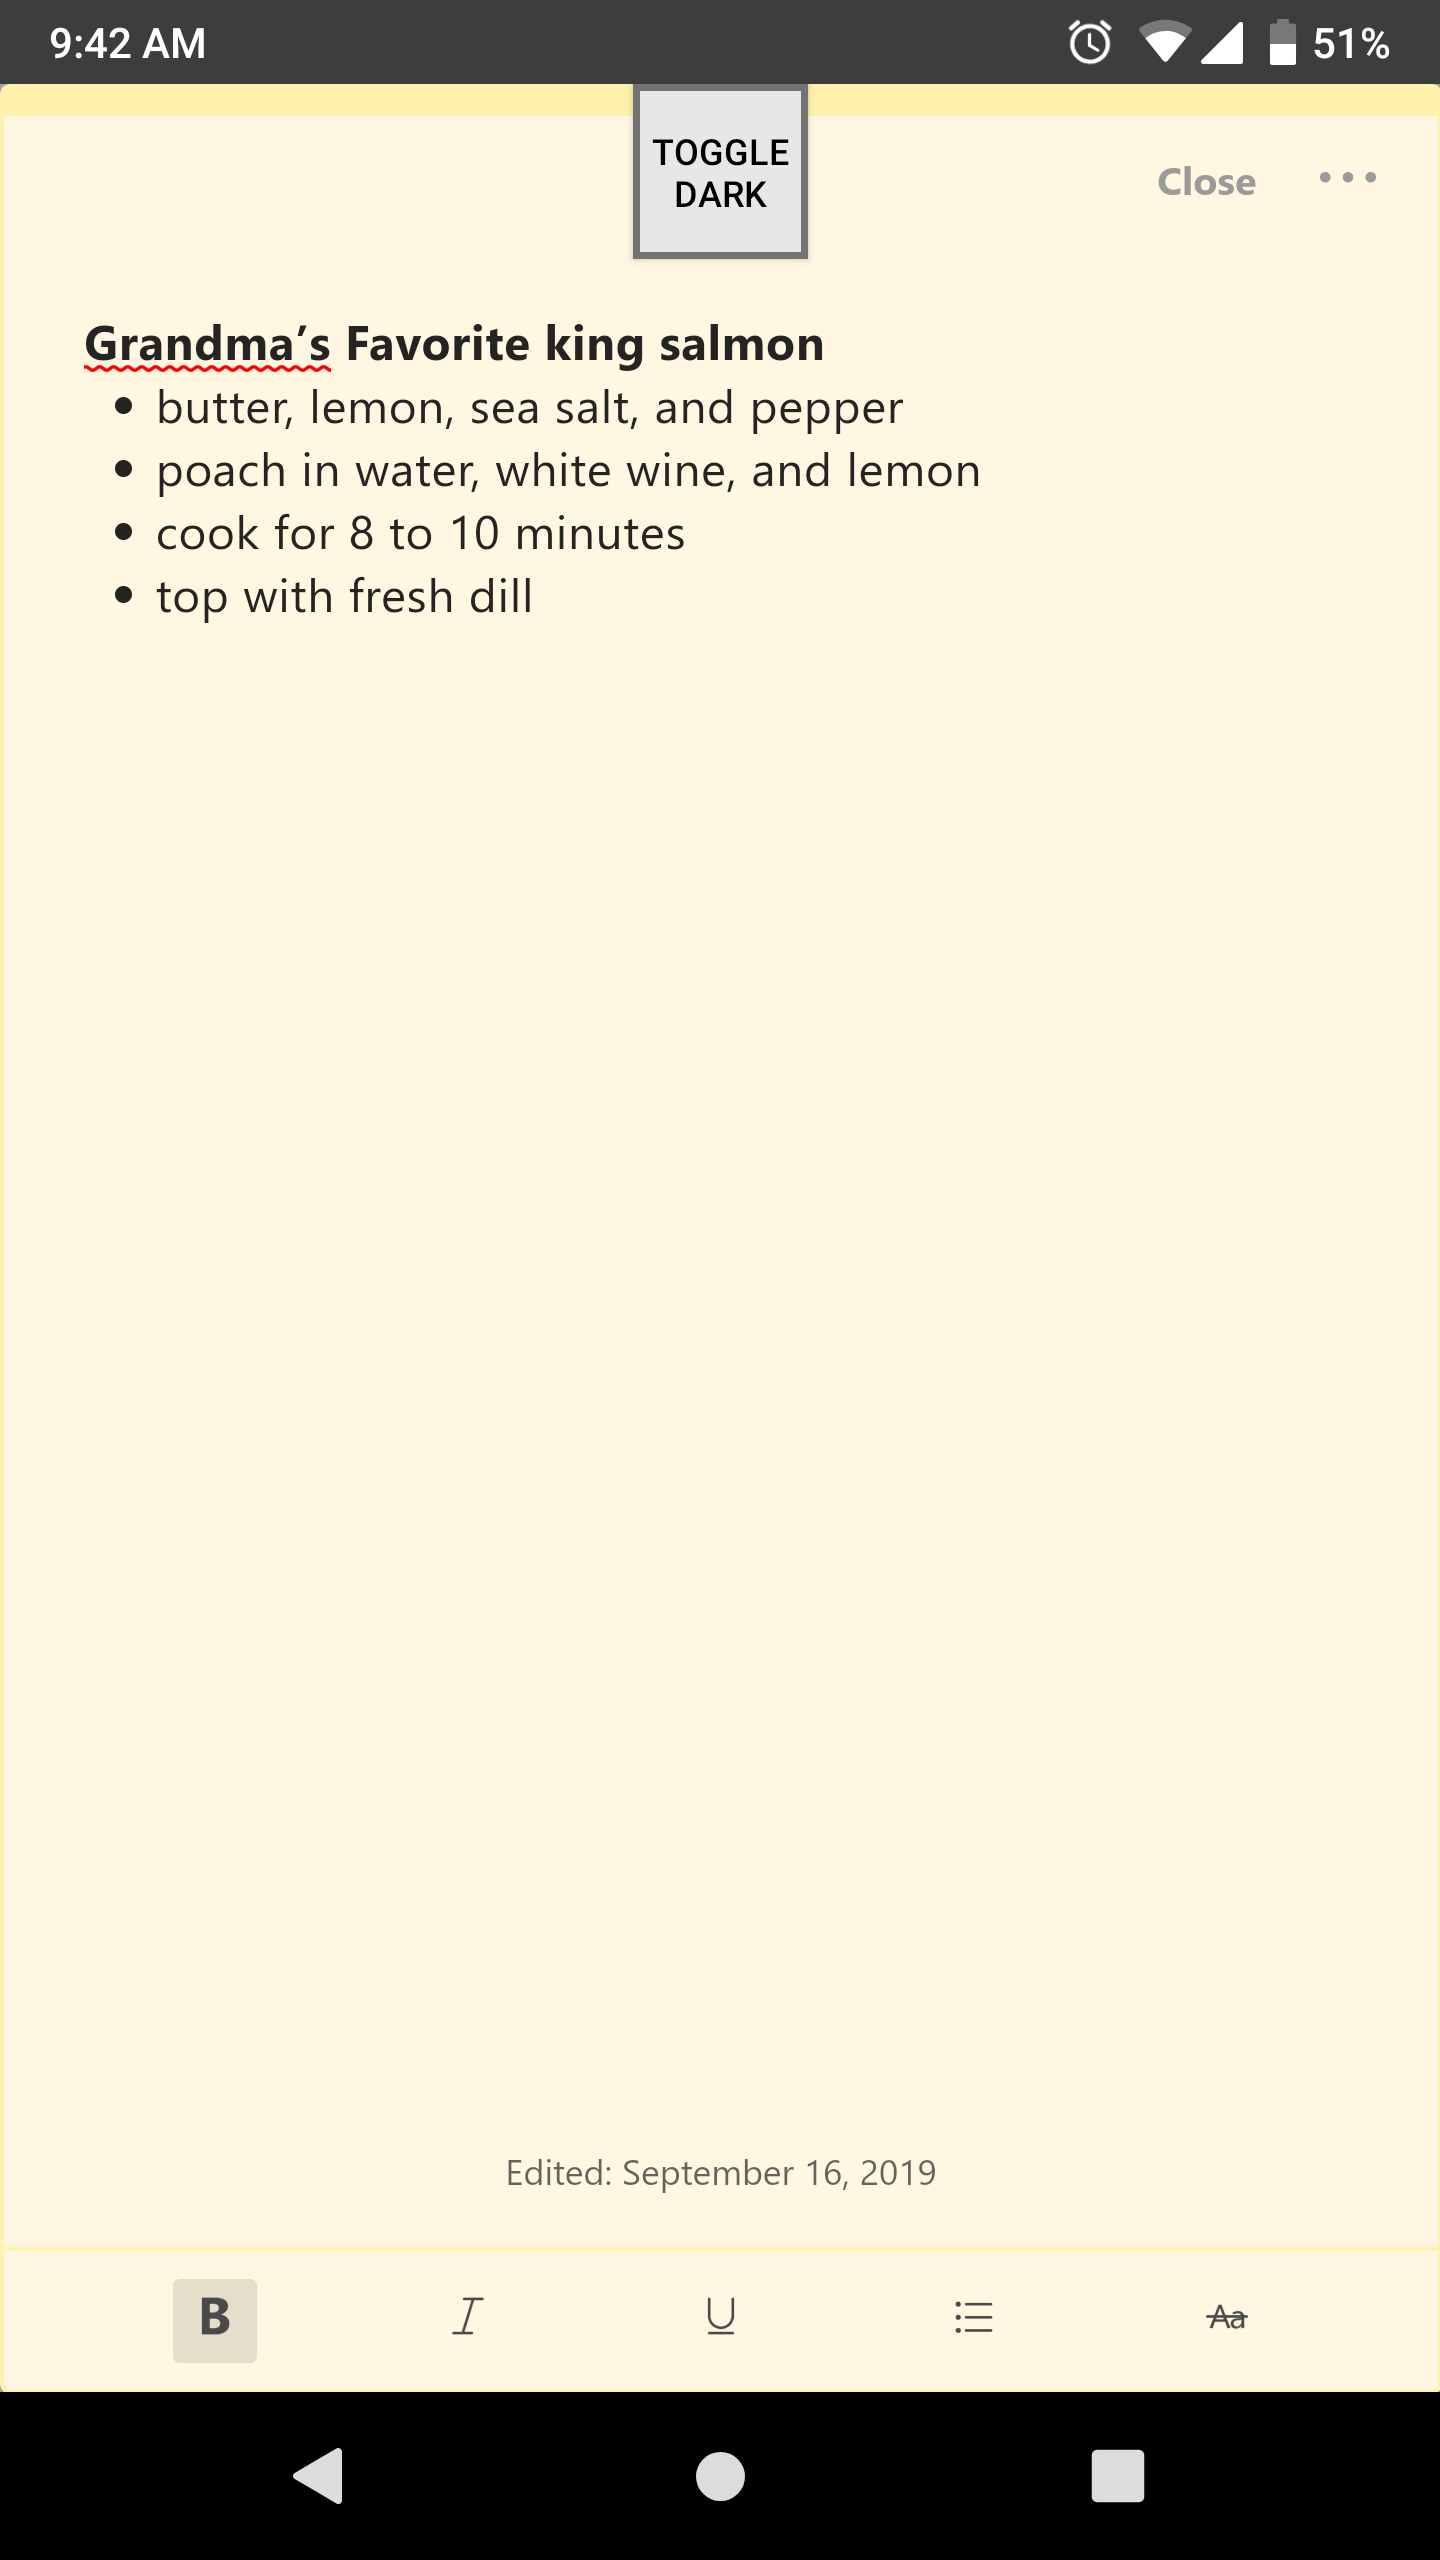 9:42 AM
51%
TOGGLE
DARK
Close
Grandma’s Favorite king salmon
• butter, lemon, sea salt, and pepper
• poach in water, white wine, and lemon
• cook for 8 to 10 minutes
• top with fresh dill
Edited: September 16, 2019
B I U Aa